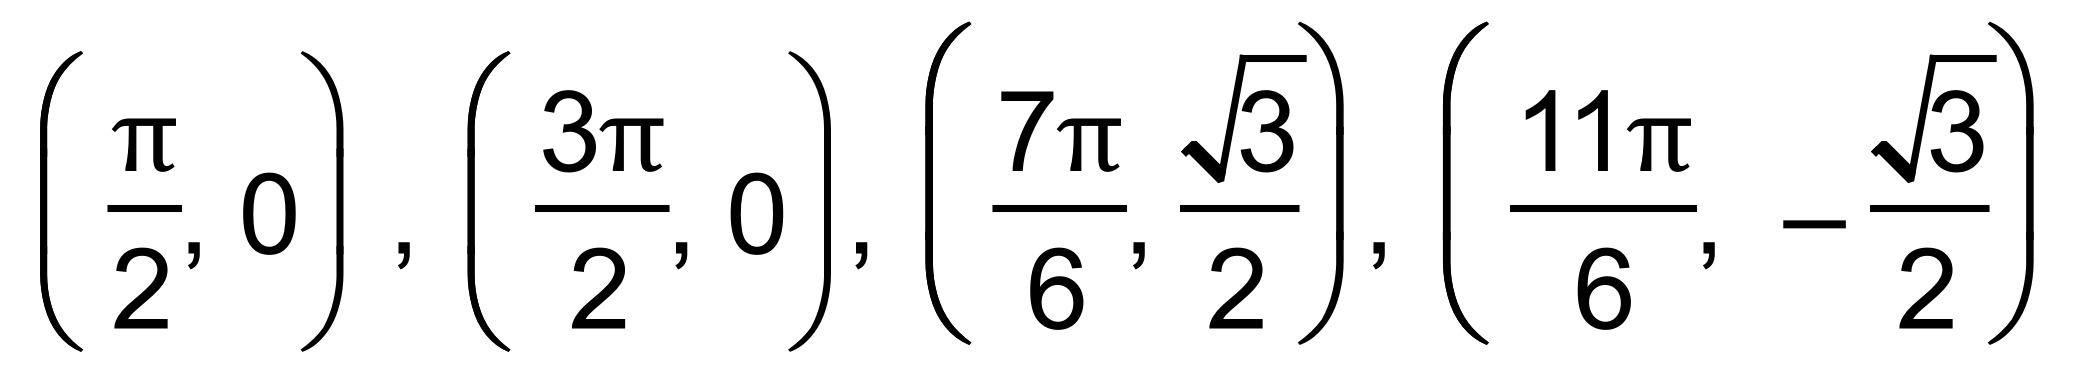 (π/2, 0) , (3π/2, 0), (7π/6, √3/2), (11π/6, −√3/2)